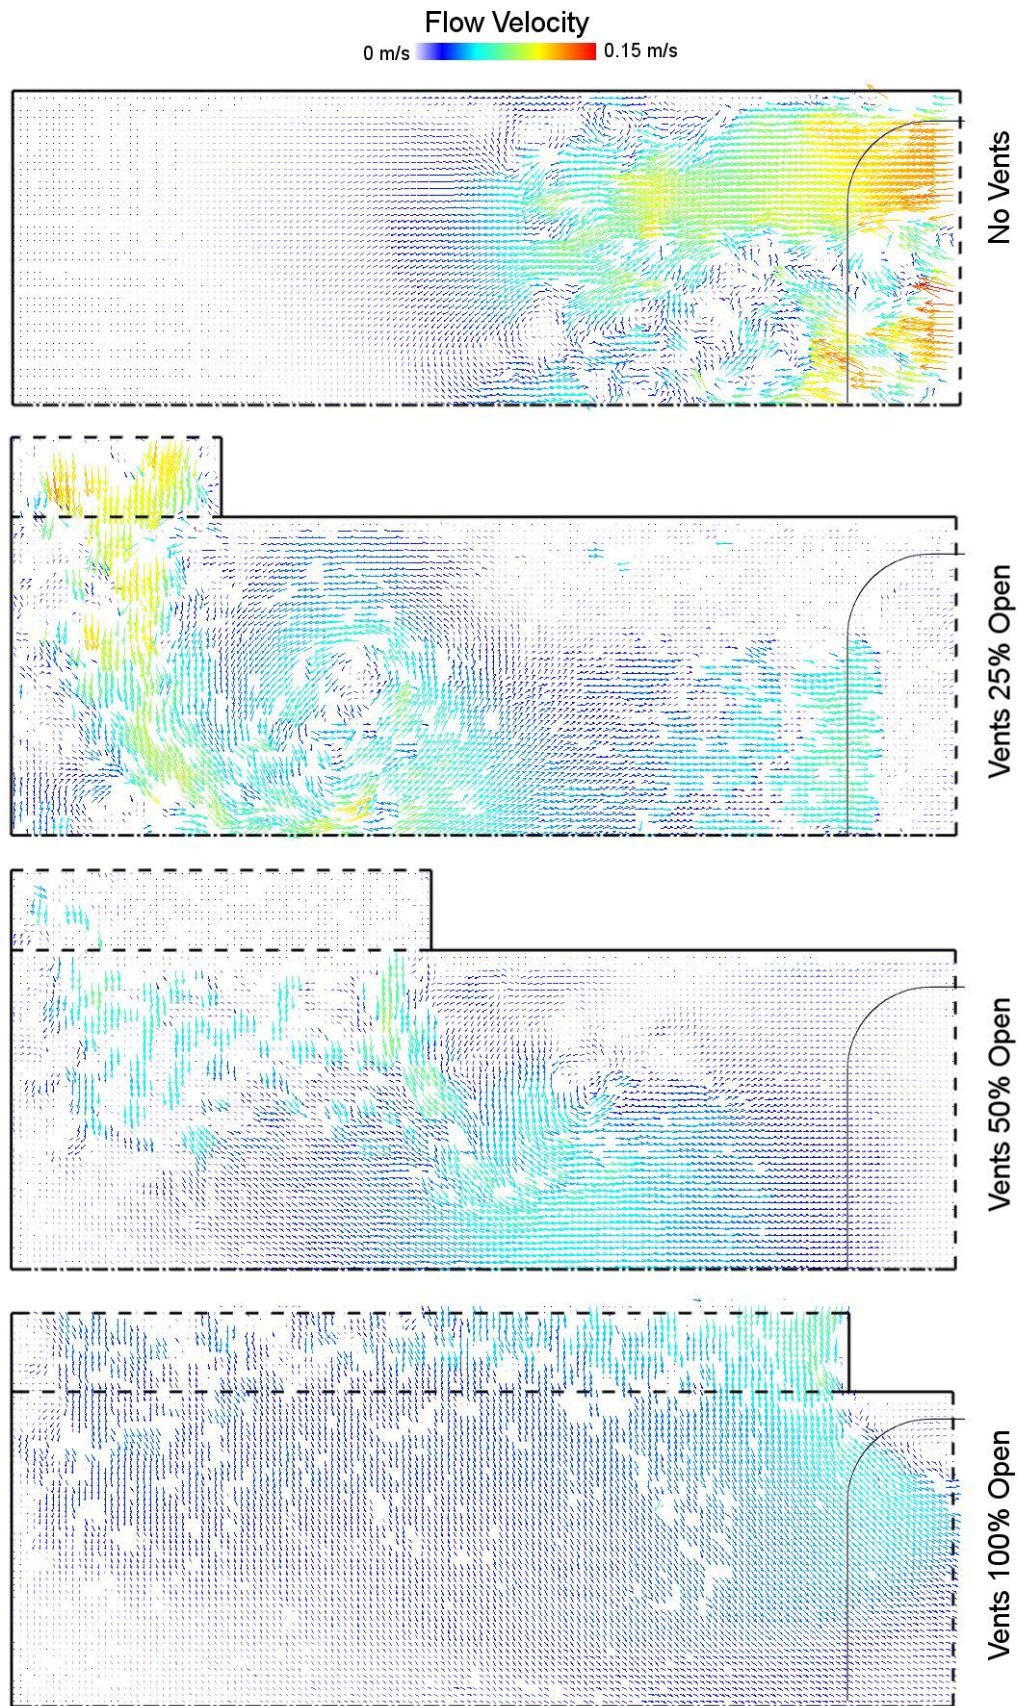 Flow Velocity
0 m/s
0.15 m/s
No Vents
Vents 25% Open
Vents 50% Open
Vents 100% Open